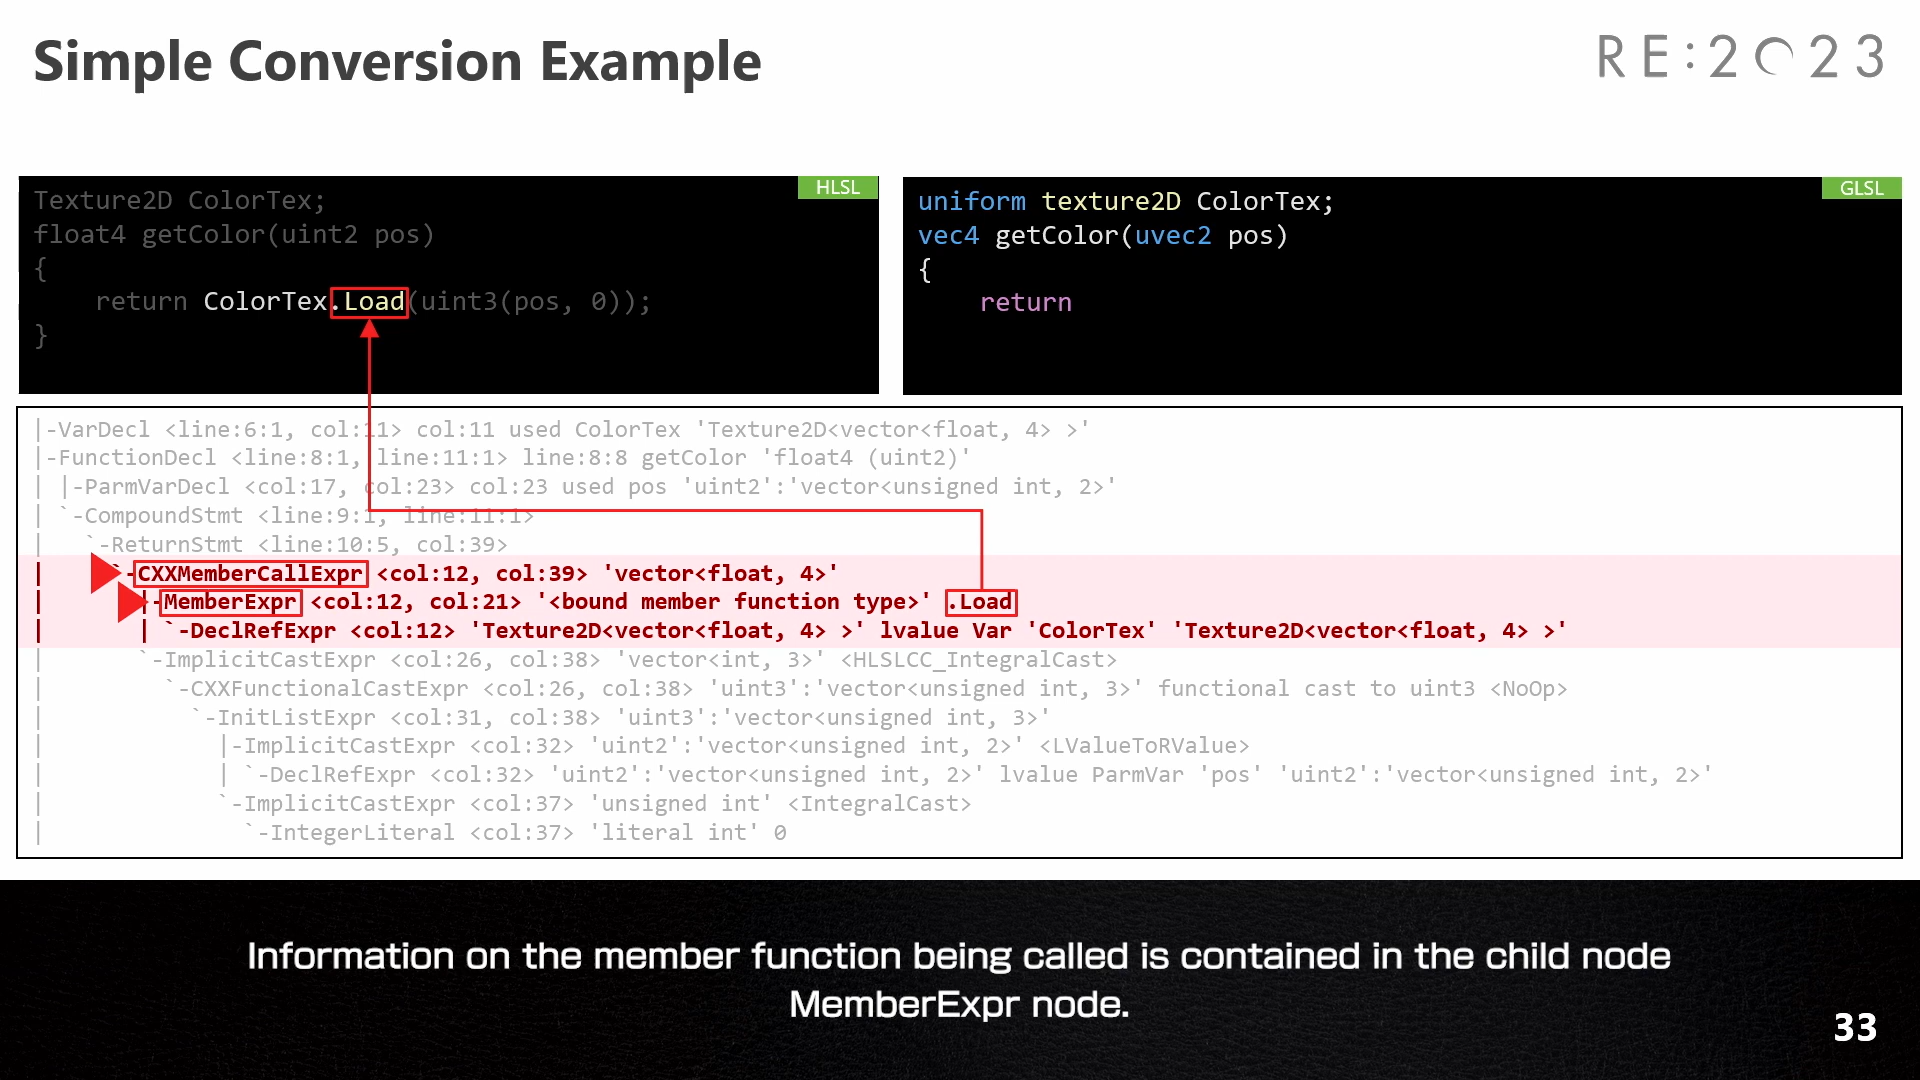 Simple Conversion Example
RE:2023
HLSL
Texture2D ColorTex;
float4 getColor(uint2 pos)
{
    return ColorTex.Load(uint3(pos, 0));
}
GLSL
uniform texture2D ColorTex;
vec4 getColor(uvec2 pos)
{
    return
|-VarDecl <line:6:1, col:11> col:11 used ColorTex 'Texture2D<vector<float, 4> >'
|-FunctionDecl <line:8:1, line:11:1> line:8:8 getColor 'float4 (uint2)'
| |-ParmVarDecl <col:17, col:23> col:23 used pos 'uint2':'vector<unsigned int, 2>'
| `-CompoundStmt <line:9:1, line:11:1>
|   `-ReturnStmt <line:10:5, col:39>
|     `-CXXMemberCallExpr <col:12, col:39> 'vector<float, 4>'
|       |-MemberExpr <col:12, col:21> '<bound member function type>' .Load
|       | `-DeclRefExpr <col:12> 'Texture2D<vector<float, 4> >' lvalue Var 'ColorTex' 'Texture2D<vector<float, 4> >'
|       `-ImplicitCastExpr <col:26, col:38> 'vector<int, 3>' <HLSLCC_IntegralCast>
|         `-CXXFunctionalCastExpr <col:26, col:38> 'uint3':'vector<unsigned int, 3>' functional cast to uint3 <NoOp>
|           `-InitListExpr <col:31, col:38> 'uint3':'vector<unsigned int, 3>'
|             |-ImplicitCastExpr <col:32> 'uint2':'vector<unsigned int, 2>' <LValueToRValue>
|             | `-DeclRefExpr <col:32> 'uint2':'vector<unsigned int, 2>' lvalue ParmVar 'pos' 'uint2':'vector<unsigned int, 2>'
|             `-ImplicitCastExpr <col:37> 'unsigned int' <IntegralCast>
|               `-IntegerLiteral <col:37> 'literal int' 0
Information on the member function being called is contained in the child node
MemberExpr node.
33